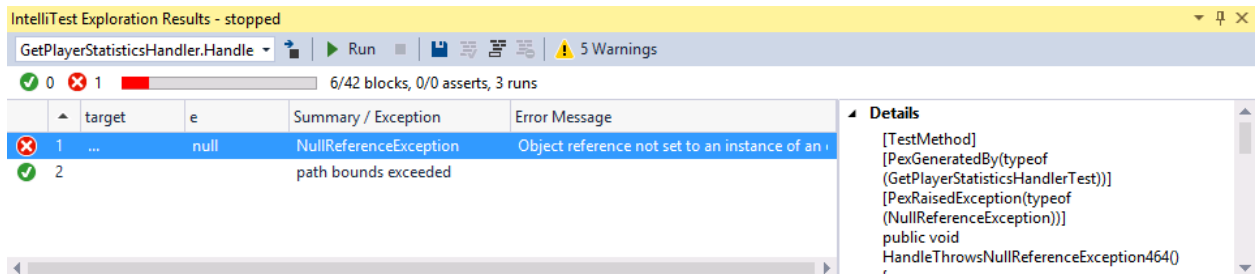 IntelliTest Exploration Results - stopped
GetPlayerStatisticsHandler.Handle Run 5 Warnings
0 1 6/42 blocks, 0/0 asserts, 3 runs
target e Summary / Exception Error Message
1 ... null NullReferenceException Object reference not set to an instance of an
2 path bounds exceeded
Details
[TestMethod]
[PexGeneratedBy(typeof
(GetPlayerStatisticsHandlerTest))]
[PexRaisedException(typeof
(NullReferenceException))]
public void
HandleThrowsNullReferenceException464()